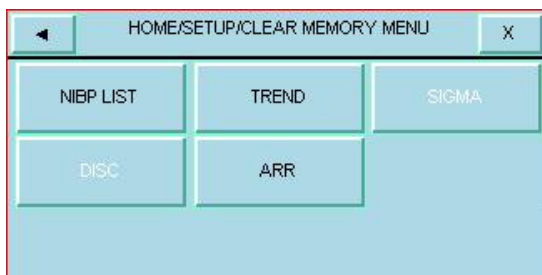 ◄ HOME/SETUP/CLEAR MEMORY MENU X
NIBP LIST TREND SIGMA
DISC ARR